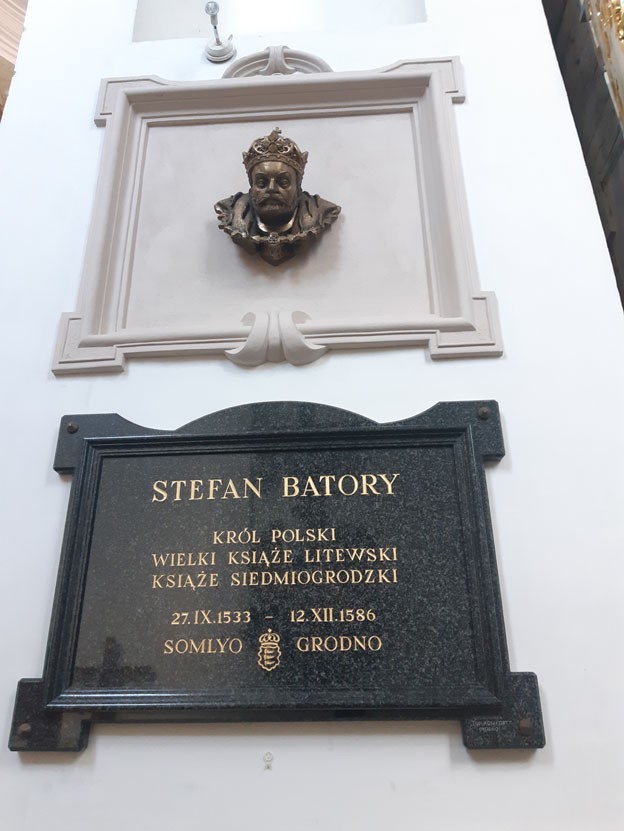 STEFAN BATORY
KRÓL POLSKI
WIELKI KSIĄŻE LITEWSKI
KSIĄŻE SIEDMIOGRODZKI
27.IX.1533 – 12.XII.1586
SOMLYO GRODNO